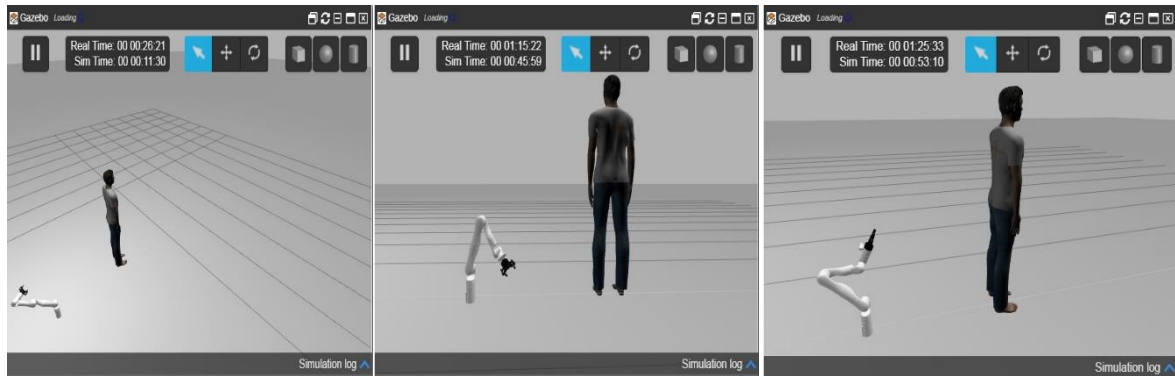 Gazebo Loading
Real Time: 00 00:26:21
Sim Time: 00 00:11:30
Simulation log
Gazebo Loading
Real Time: 00 01:15:22
Sim Time: 00 00:45:59
Simulation log
Gazebo Loading
Real Time: 00 01:25:33
Sim Time: 00 00:53:10
Simulation log